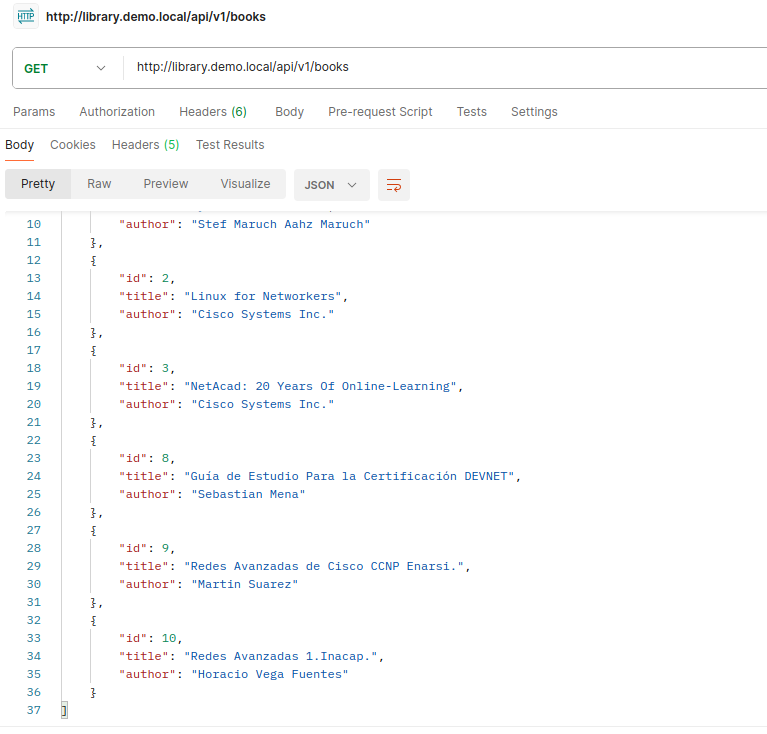 HTTP http://library.demo.local/api/v1/books
GET http://library.demo.local/api/v1/books
Params Authorization Headers (6) Body Pre-request Script Tests Settings
Body Cookies Headers (5) Test Results
Pretty Raw Preview Visualize JSON
10 "author": "Stef Maruch Aahz Maruch"
11 },
12 {
13 "id": 2,
14 "title": "Linux for Networkers",
15 "author": "Cisco Systems Inc."
16 },
17 {
18 "id": 3,
19 "title": "NetAcad: 20 Years Of Online-Learning",
20 "author": "Cisco Systems Inc."
21 },
22 {
23 "id": 8,
24 "title": "Guía de Estudio Para la Certificación DEVNET",
25 "author": "Sebastian Mena"
26 },
27 {
28 "id": 9,
29 "title": "Redes Avanzadas de Cisco CCNP Enarsi.",
30 "author": "Martin Suarez"
31 },
32 {
33 "id": 10,
34 "title": "Redes Avanzadas 1.Inacap.",
35 "author": "Horacio Vega Fuentes"
36 }
37 ]